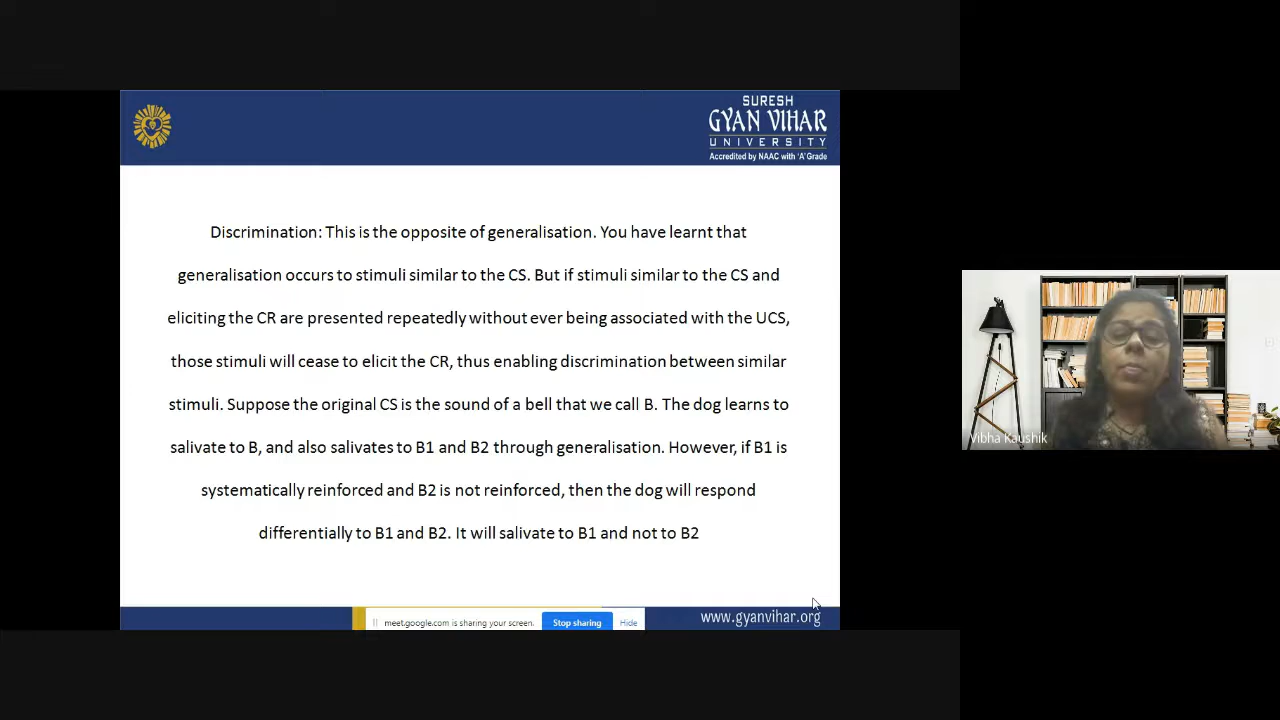 SURESH
GYAN VIHAR
UNIVERSITY
Accredited by NAAC with 'A' Grade
Discrimination: This is the opposite of generalisation. You have learnt that
generalisation occurs to stimuli similar to the CS. But if stimuli similar to the CS and
eliciting the CR are presented repeatedly without ever being associated with the UCS,
those stimuli will cease to elicit the CR, thus enabling discrimination between similar
stimuli. Suppose the original CS is the sound of a bell that we call B. The dog learns to
salivate to B, and also salivates to B1 and B2 through generalisation. However, if B1 is
systematically reinforced and B2 is not reinforced, then the dog will respond
differentially to B1 and B2. It will salivate to B1 and not to B2
Vibha Kaushik
meet.google.com is sharing your screen. Stop sharing Hide
www.gyanvihar.org